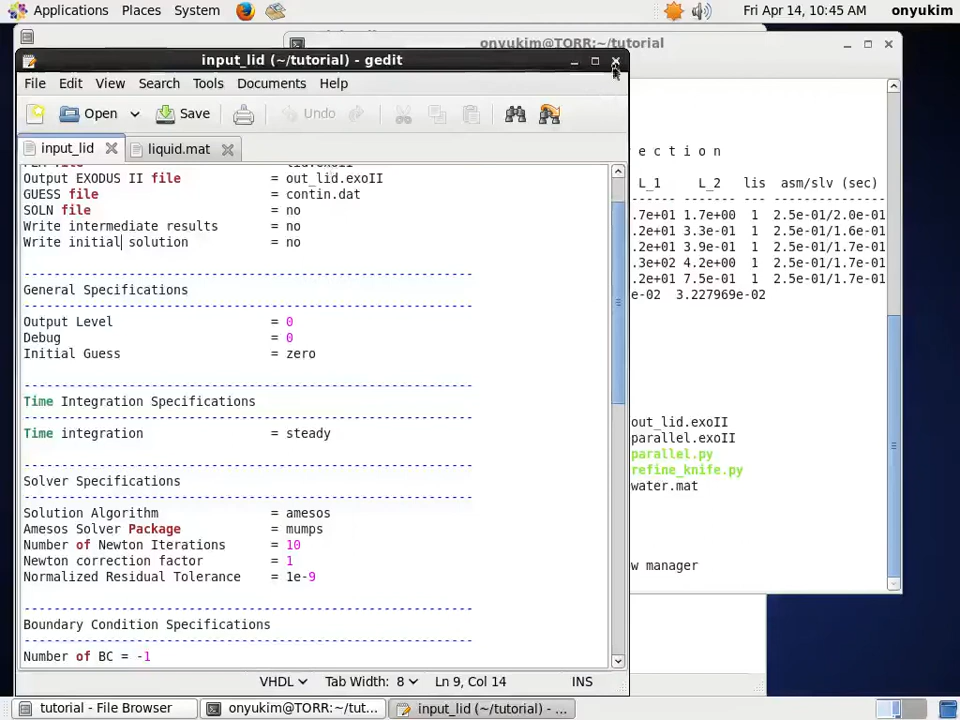 Applications Places System Fri Apr 14, 10:45 AM onyukim
onyukim@TORR:~/tutorial
input_lid (~/tutorial) - gedit
File Edit View Search Tools Documents Help
Open Save Undo
input_lid liquid.mat
Output EXODUS II file = out_lid.exoII
GUESS file = contin.dat
SOLN file = no
Write intermediate results = no
Write initial solution = no
--------------------------------------------------------
General Specifications
--------------------------------------------------------
Output Level = 0
Debug = 0
Initial Guess = zero
--------------------------------------------------------
Time Integration Specifications
--------------------------------------------------------
Time integration = steady
--------------------------------------------------------
Solver Specifications
--------------------------------------------------------
Solution Algorithm = amesos
Amesos Solver Package = mumps
Number of Newton Iterations = 10
Newton correction factor = 1
Normalized Residual Tolerance = 1e-9
--------------------------------------------------------
Boundary Condition Specifications
--------------------------------------------------------
Number of BC = -1
VHDL Tab Width: 8 Ln 9, Col 14 INS
e c t i o n
L_1 L_2 lis asm/slv (sec)
.7e+01 1.7e+00 1 2.5e-01/2.0e-01
.2e+01 3.3e-01 1 2.5e-01/1.6e-01
.2e+01 3.9e-01 1 2.5e-01/1.7e-01
.3e+02 4.2e+00 1 2.5e-01/1.7e-01
.2e+01 7.5e-01 1 2.5e-01/1.7e-01
e-02 3.227969e-02
out_lid.exoII
parallel.exoII
parallel.py
refine_knife.py
water.mat
w manager
tutorial - File Browser onyukim@TORR:~/tut... input_lid (~/tutorial) - ...